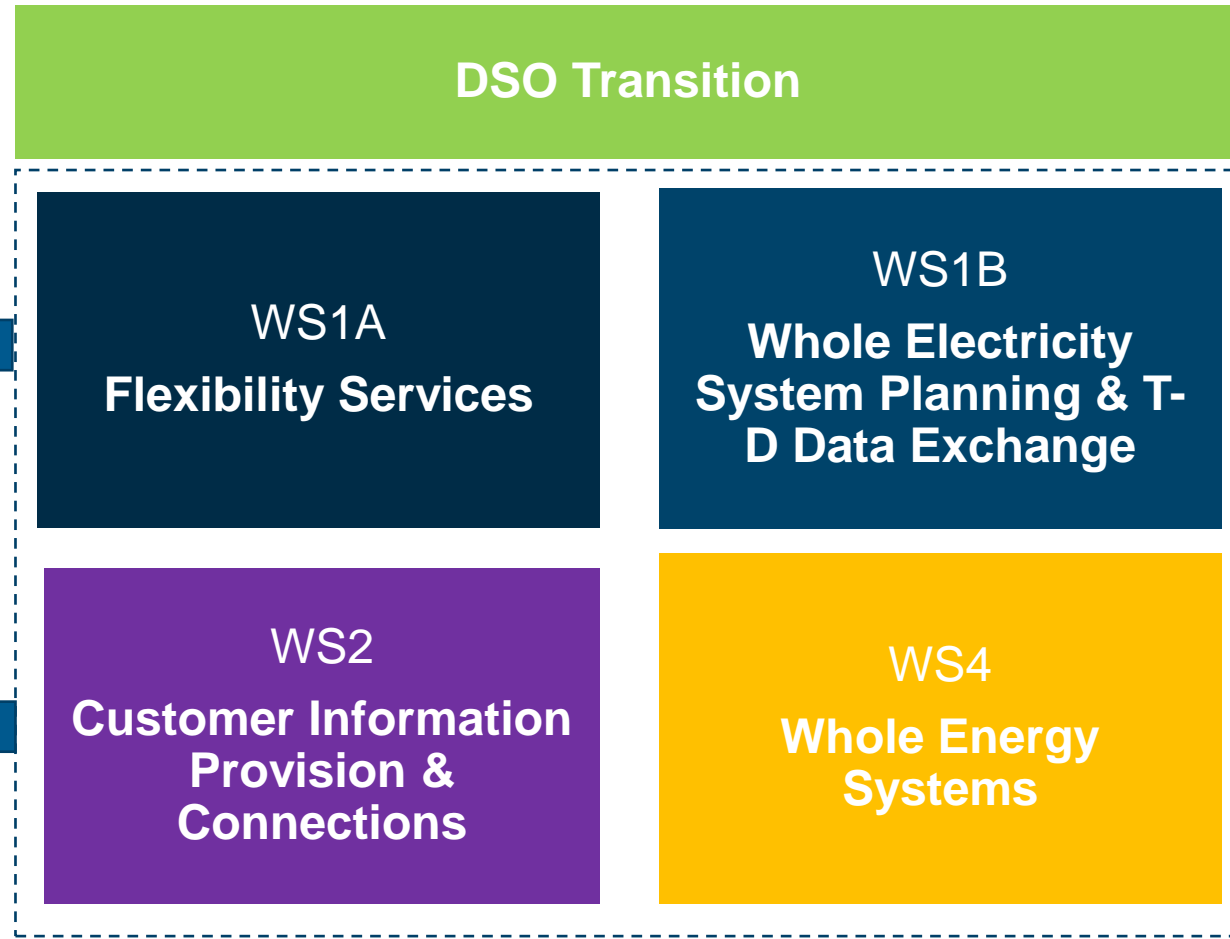 DSO Transition
WS1A
Flexibility Services
WS1B
Whole Electricity
System Planning & T-
D Data Exchange
WS2
Customer Information
Provision &
Connections
WS4
Whole Energy
Systems